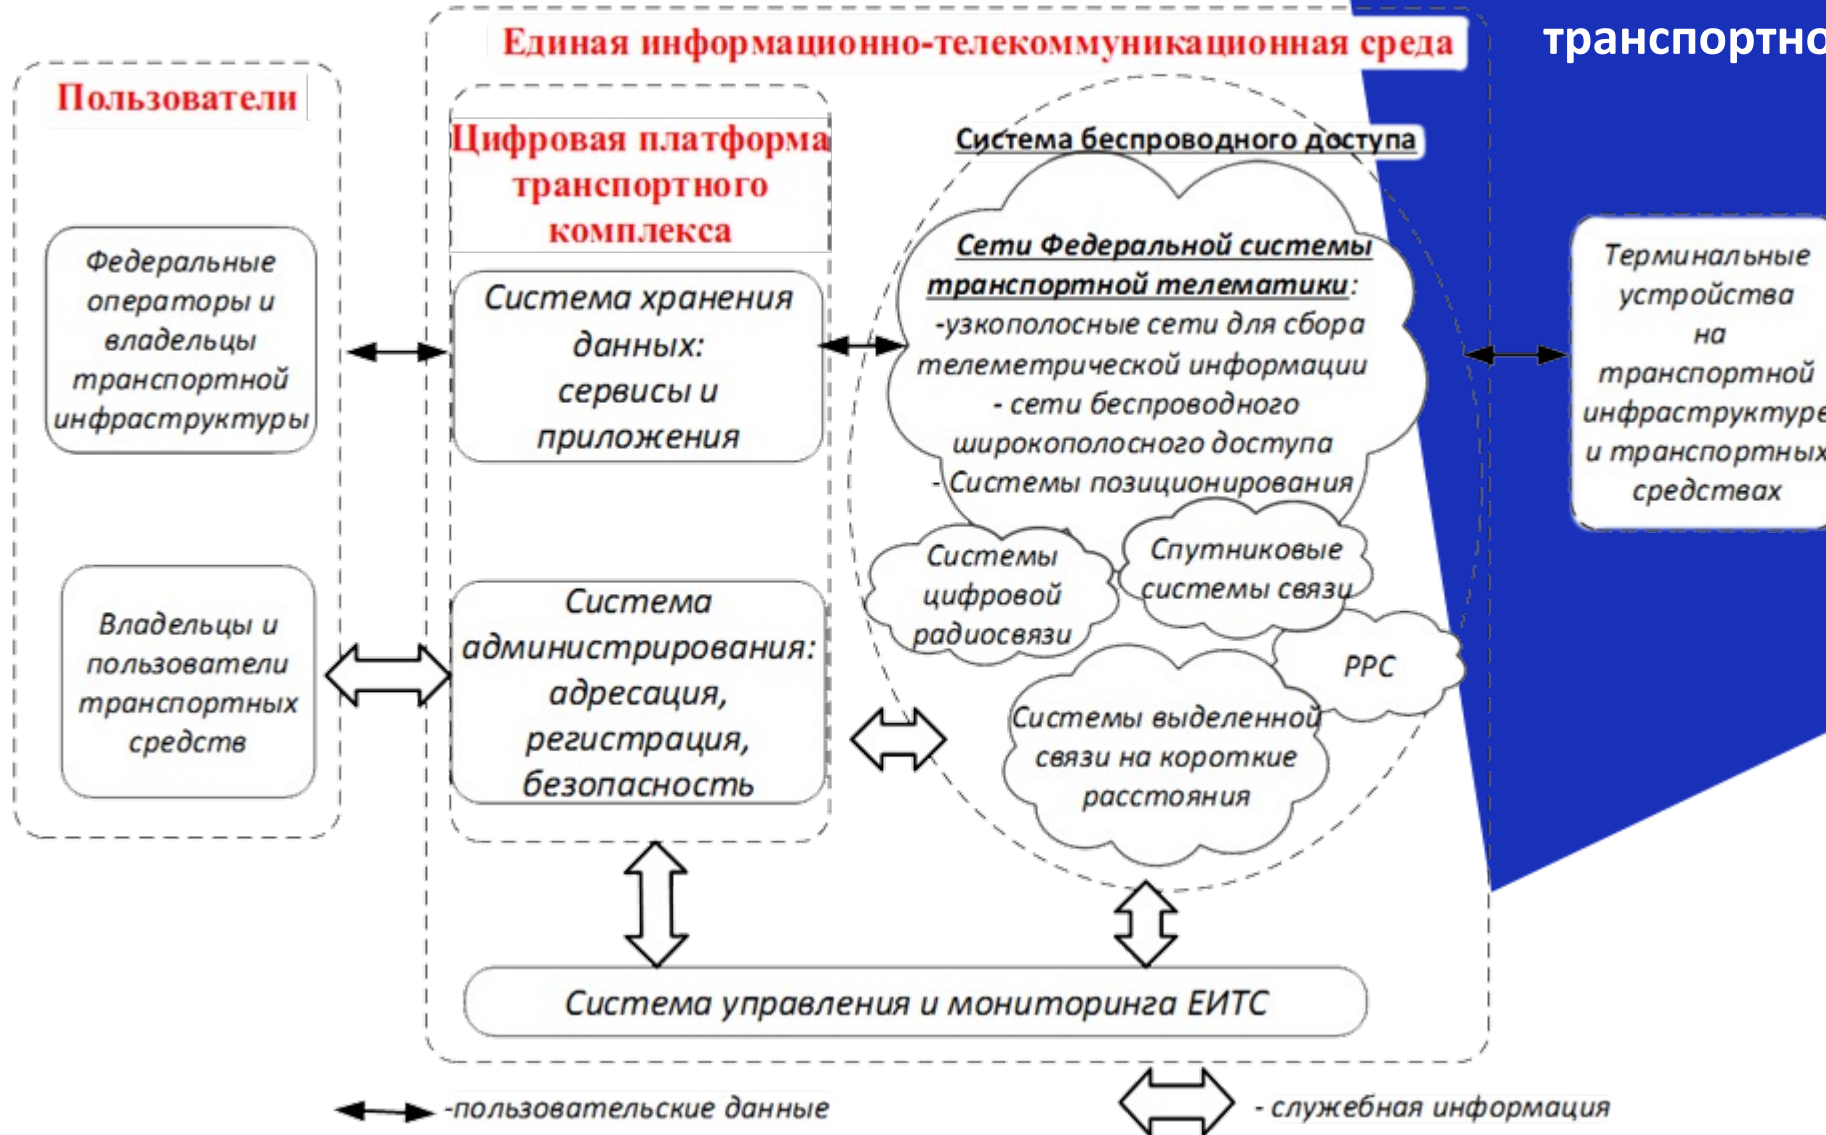 транспортно
Единая информационно-телекоммуникационная среда
Пользователи
Федеральные
операторы и
владельцы
транспортной
инфраструктуры
Владельцы и
пользователи
транспортных
средств
Цифровая платформа
транспортного
комплекса
Система хранения
данных:
сервисы и
приложения
Система
администрирования:
адресация,
регистрация,
безопасность
Система беспроводного доступа
Сети Федеральной системы
транспортной телематики:
-узкополосные сети для сбора
телеметрической информации
- сети беспроводного
широкополосного доступа
- Системы позиционирования
Системы
цифровой
радиосвязи
Спутниковые
системы связи
РРС
Системы выделенной
связи на короткие
расстояния
Терминальные
устройства
на
транспортной
инфраструктуре
и транспортных
средствах
Система управления и мониторинга ЕИТС
-пользовательские данные
- служебная информация